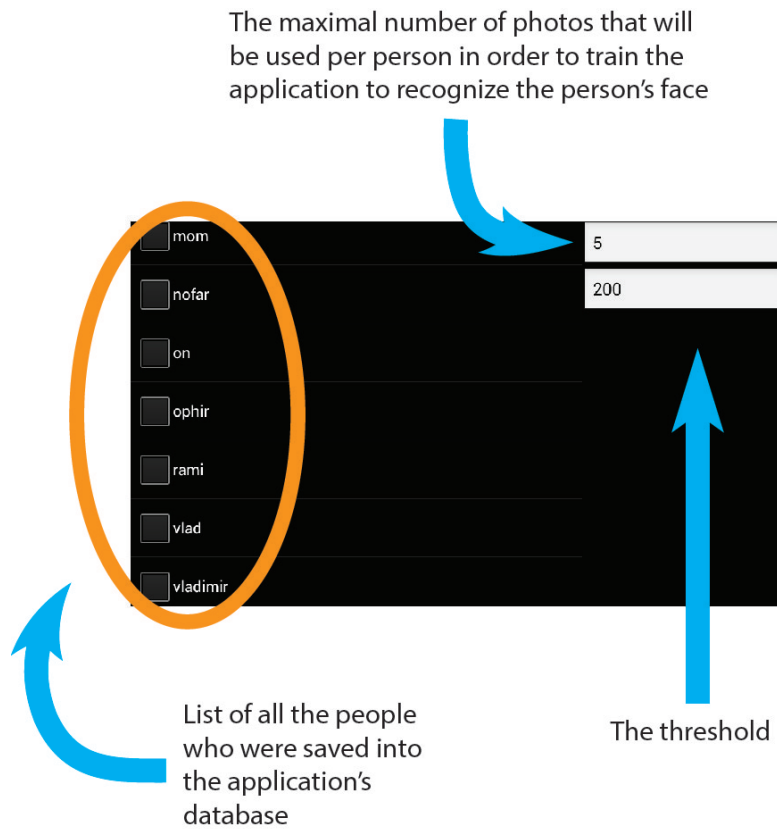 The maximal number of photos that will
be used per person in order to train the
application to recognize the person's face
mom
nofar
on
ophir
rami
vlad
vladimir
5
200
List of all the people
who were saved into
the application's
database
The threshold